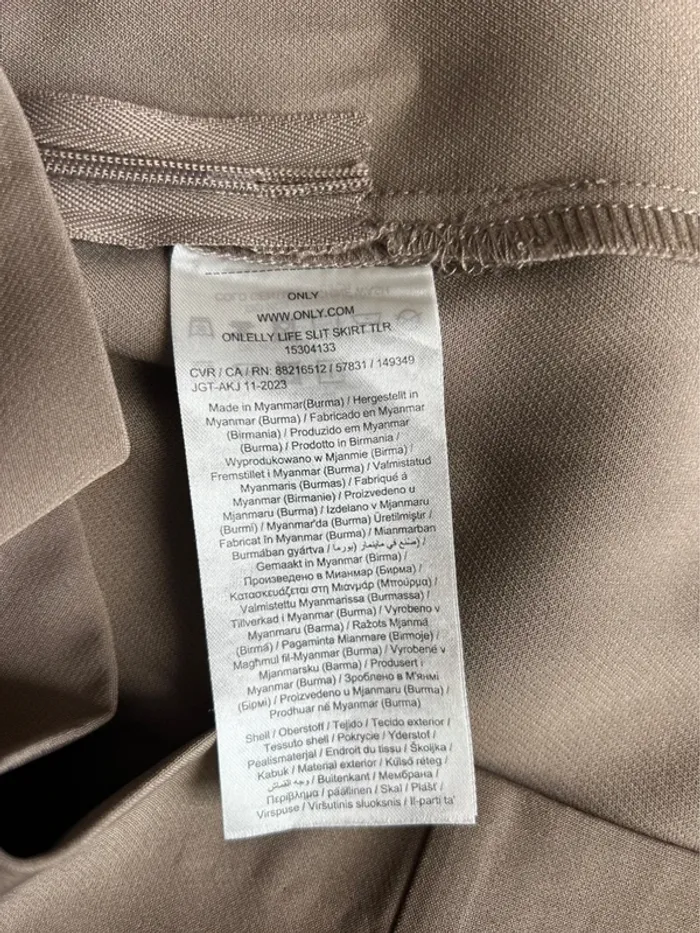 ONLY
WWW.ONLY.COM
ONLELLY LIFE SLIT SKIRT TLR
15304133
CVR / CA / RN: 88216512 / 57831 / 149349
JGT-AKJ 11-2023
Made in Myanmar(Burma) / Hergestellt in
Myanmar (Burma) / Fabricado en Myanmar
(Birmania) / Produzido em Myanmar
(Burma) / Prodotto in Birmania /
Wyprodukowano w Mjanmie (Birma) /
Fremstillet i Myanmar (Burma) / Valmistatud
Myanmaris (Burmas) / Fabriqué à
Myanmar (Birmanie) / Proizvedeno u
Mjanmaru (Burmi) / Izdelano v Mjanmaru
(Burmi) / Myanmar'da (Burma) Üretilmiştir /
Fabricat în Myanmar (Burma) / Mianmarban
Burmában gyártva / صنع في ماينمار (بورما) /
Gemaakt in Myanmar (Birma) /
Произведено в Мианмар (Бирма) /
Κατασκευάζεται στη Μιανμάρ (Μπούρμα) /
Valmistettu Myanmarissa (Burmassa) /
Tillverkad i Myanmar (Burma) / Vyrobeno v
Myanmaru (Barma) / Ražots Mjanmā
(Birmā) / Pagaminta Mianmare (Birmoje) /
Magħmul fil-Myanmar (Burma) / Vyrobené v
Mjanmarsku (Barma) / Produsert i
Myanmar (Burma) / Зроблено в М'янмі
(Бірмі) / Proizvedeno u Mjanmaru (Burma) /
Prodhuar në Myanmar (Burma)
Shell / Oberstoff / Tejido / Tecido exterior /
Tessuto shell / Pokrycie / Yderstof /
Pealismaterjal / Endroit du tissu / Školjka /
Kabuk / Material exterior / Külső réteg /
وجه القماش / Buitenkant / Мембрана /
Περίβλημα / päällinen / Skal / Plášť /
Virspuse / Viršutinis sluoksnis / Il-parti ta'